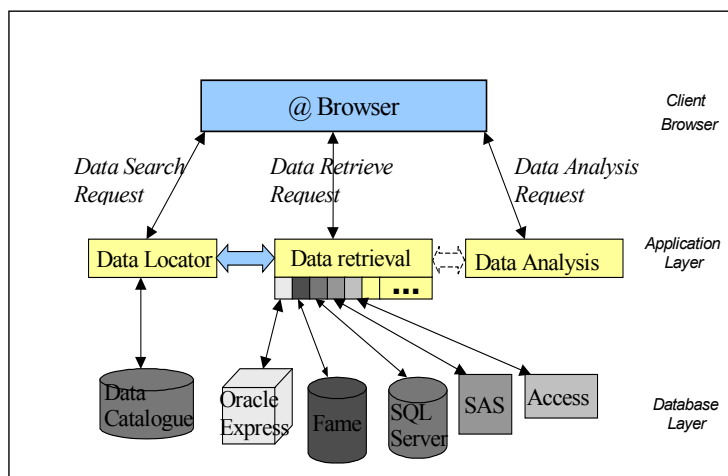 @ Browser
Client
Browser
Data Search
Request
Data Retrieve
Request
Data Analysis
Request
Data Locator
Data retrieval
Data Analysis
Application
Layer
...
Data
Catalogue
Oracle
Express
Fame
SQL
Server
SAS
Access
Database
Layer